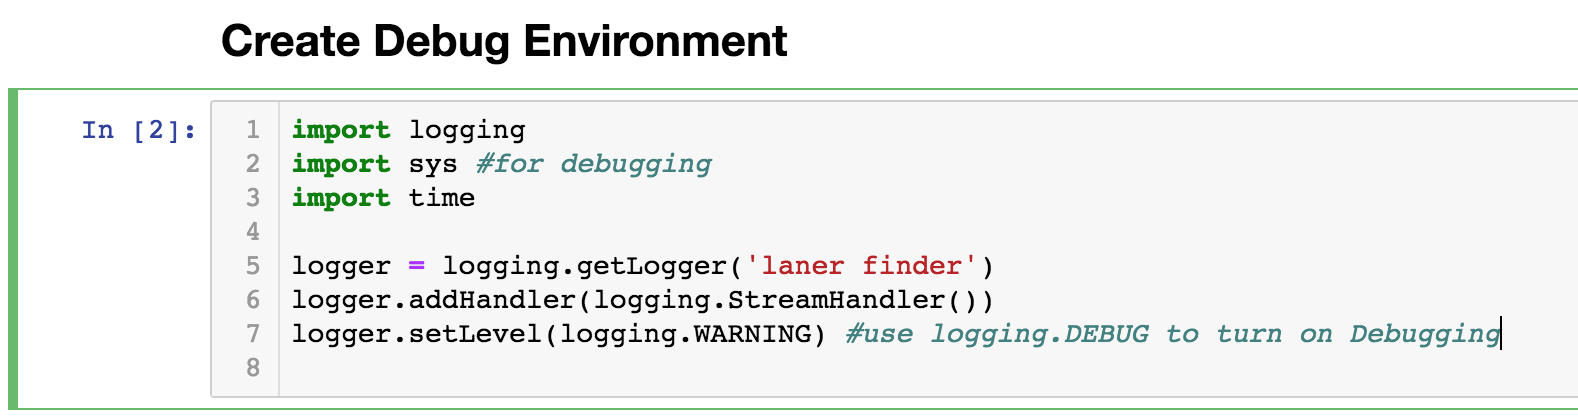 Create Debug Environment
In [2]:
1 import logging
2 import sys #for debugging
3 import time
4
5 logger = logging.getLogger('laner finder')
6 logger.addHandler(logging.StreamHandler())
7 logger.setLevel(logging.WARNING) #use logging.DEBUG to turn on Debugging
8